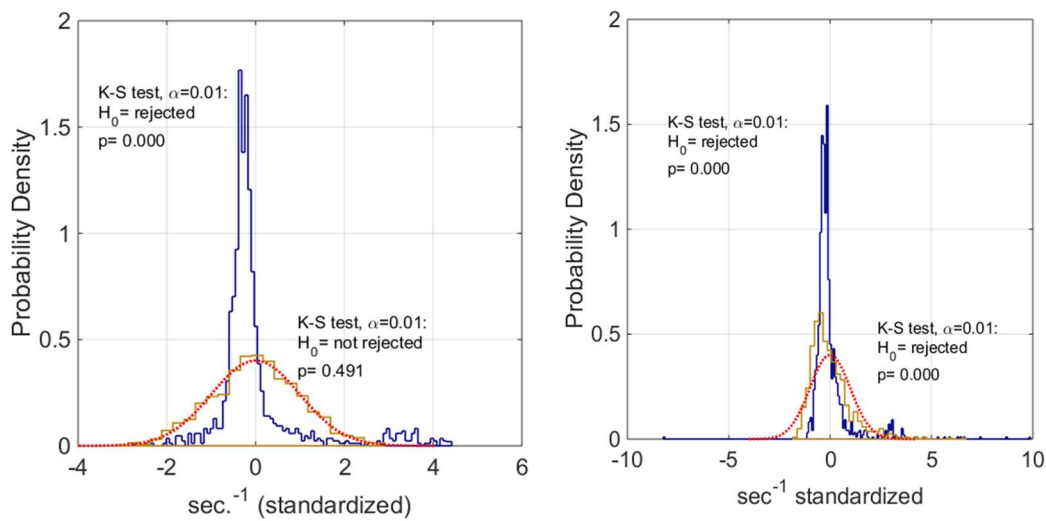 2
1.5
1
0.5
0
-4
-2
0
2
4
6
Probability Density
sec.⁻¹ (standardized)
K-S test, α=0.01:
H₀= rejected
p= 0.000
K-S test, α=0.01:
H₀= not rejected
p= 0.491
2
1.5
1
0.5
0
-10
-5
0
5
10
Probability Density
sec⁻¹ standardized
K-S test, α=0.01:
H₀= rejected
p= 0.000
K-S test, α=0.01:
H₀= rejected
p= 0.000